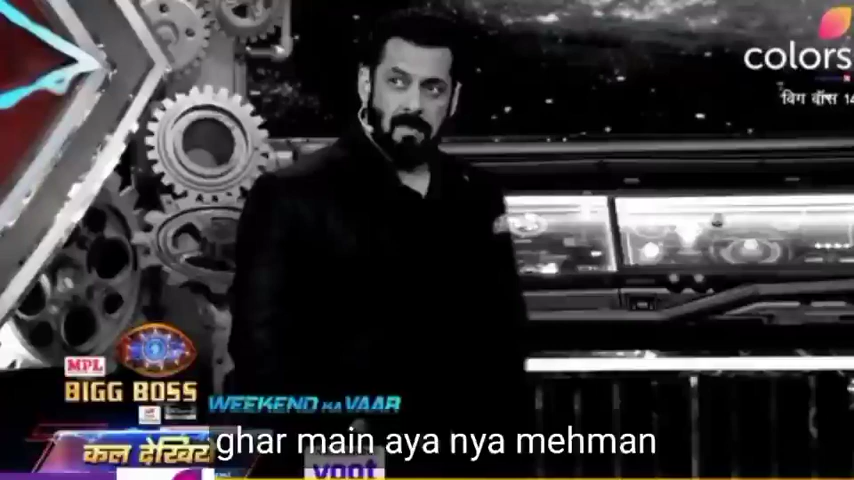 colors
बिग बॉस 14
MPL
BIGG BOSS
WEEKEND KA VAAR
कल देखिए
ghar main aya nya mehman
voot